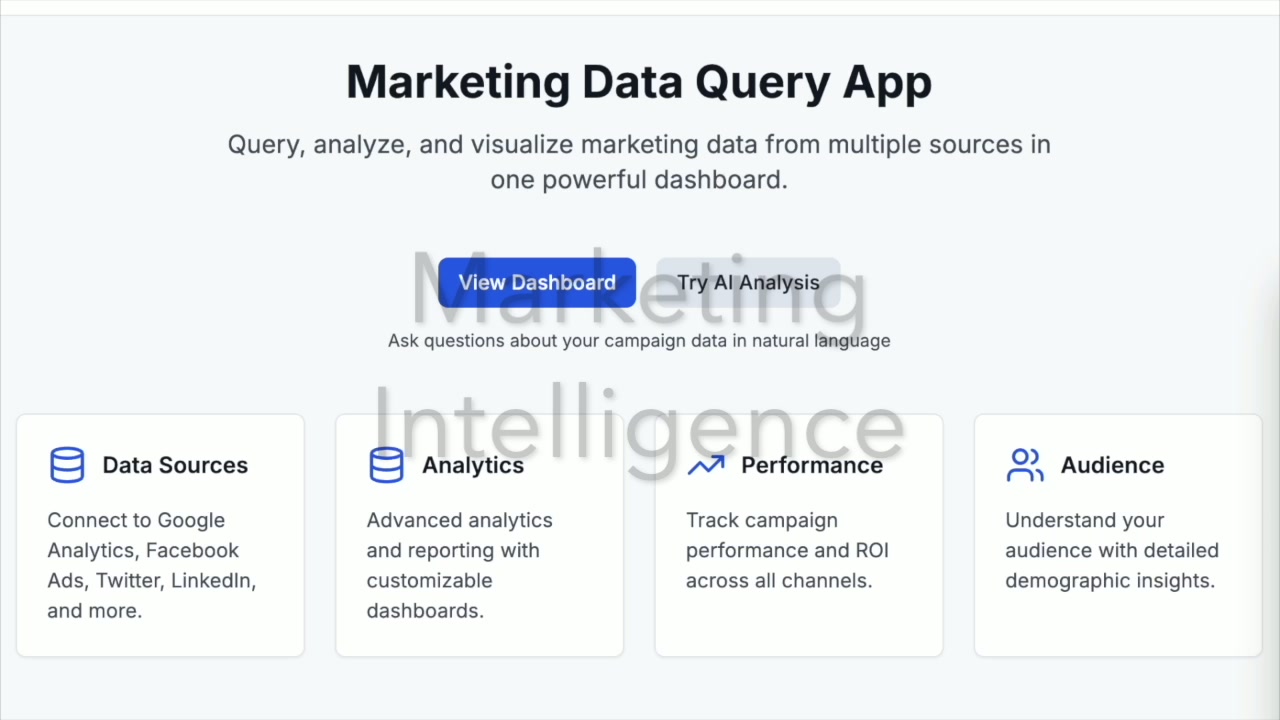 Marketing Data Query App
Query, analyze, and visualize marketing data from multiple sources in
one powerful dashboard.
Marketing
View Dashboard
Try AI Analysis
Ask questions about your campaign data in natural language
Intelligence
Data Sources
Connect to Google
Analytics, Facebook
Ads, Twitter, LinkedIn,
and more.
Analytics
Advanced analytics
and reporting with
customizable
dashboards.
Performance
Track campaign
performance and ROI
across all channels.
Audience
Understand your
audience with detailed
demographic insights.